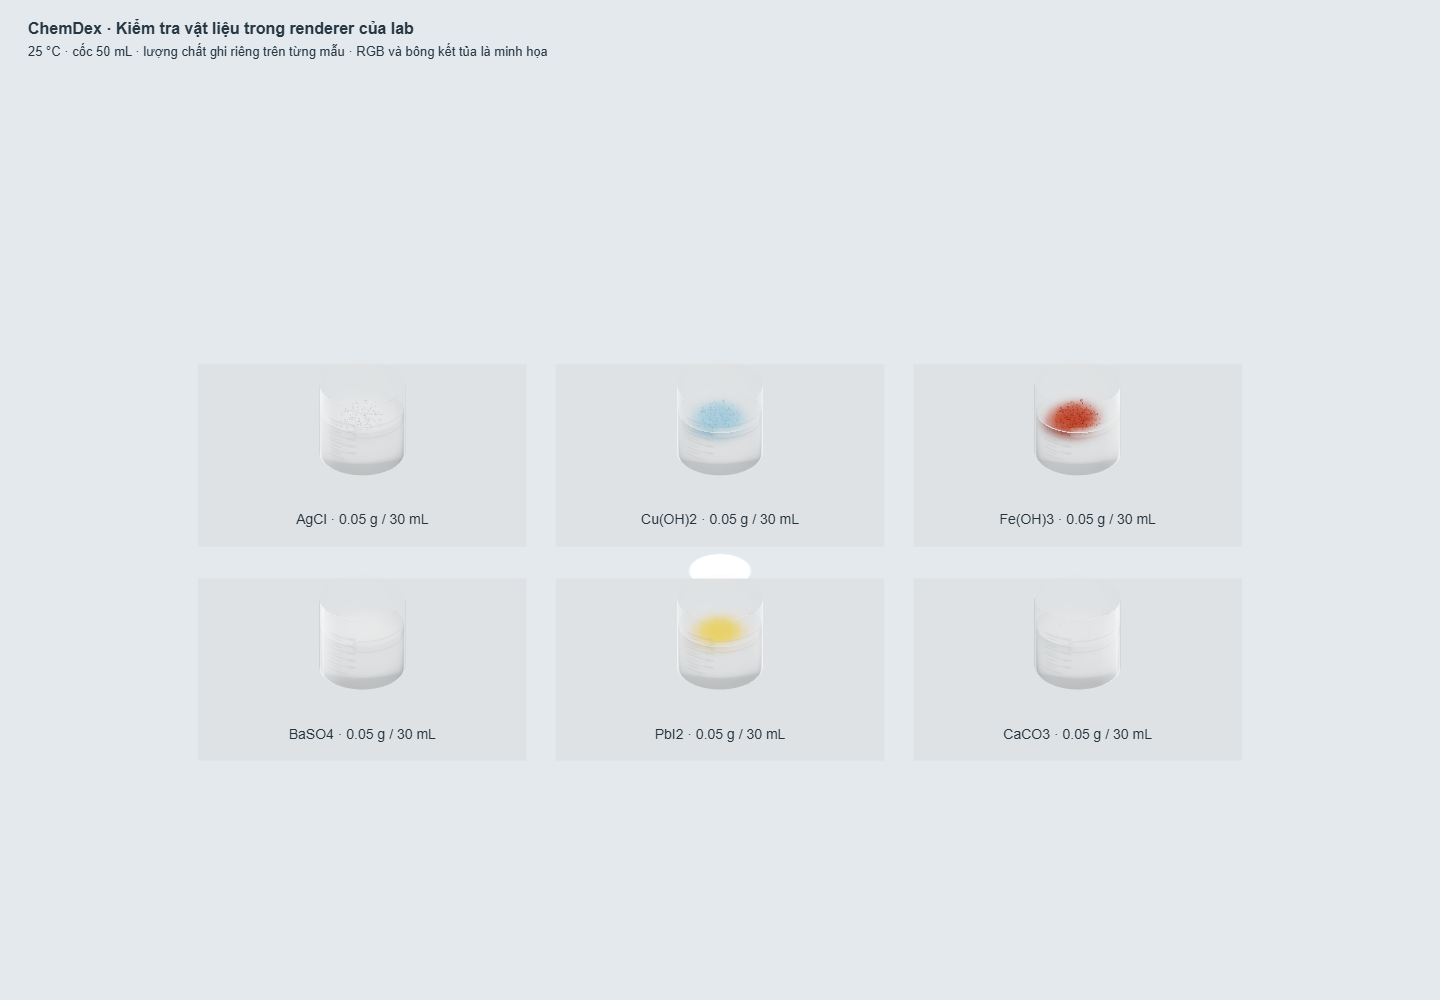 ChemDex · Kiểm tra vật liệu trong renderer của lab
25 °C · cốc 50 mL · lượng chất ghi riêng trên từng mẫu · RGB và bông kết tủa là minh họa
AgCl · 0.05 g / 30 mL
Cu(OH)2 · 0.05 g / 30 mL
Fe(OH)3 · 0.05 g / 30 mL
BaSO4 · 0.05 g / 30 mL
PbI2 · 0.05 g / 30 mL
CaCO3 · 0.05 g / 30 mL